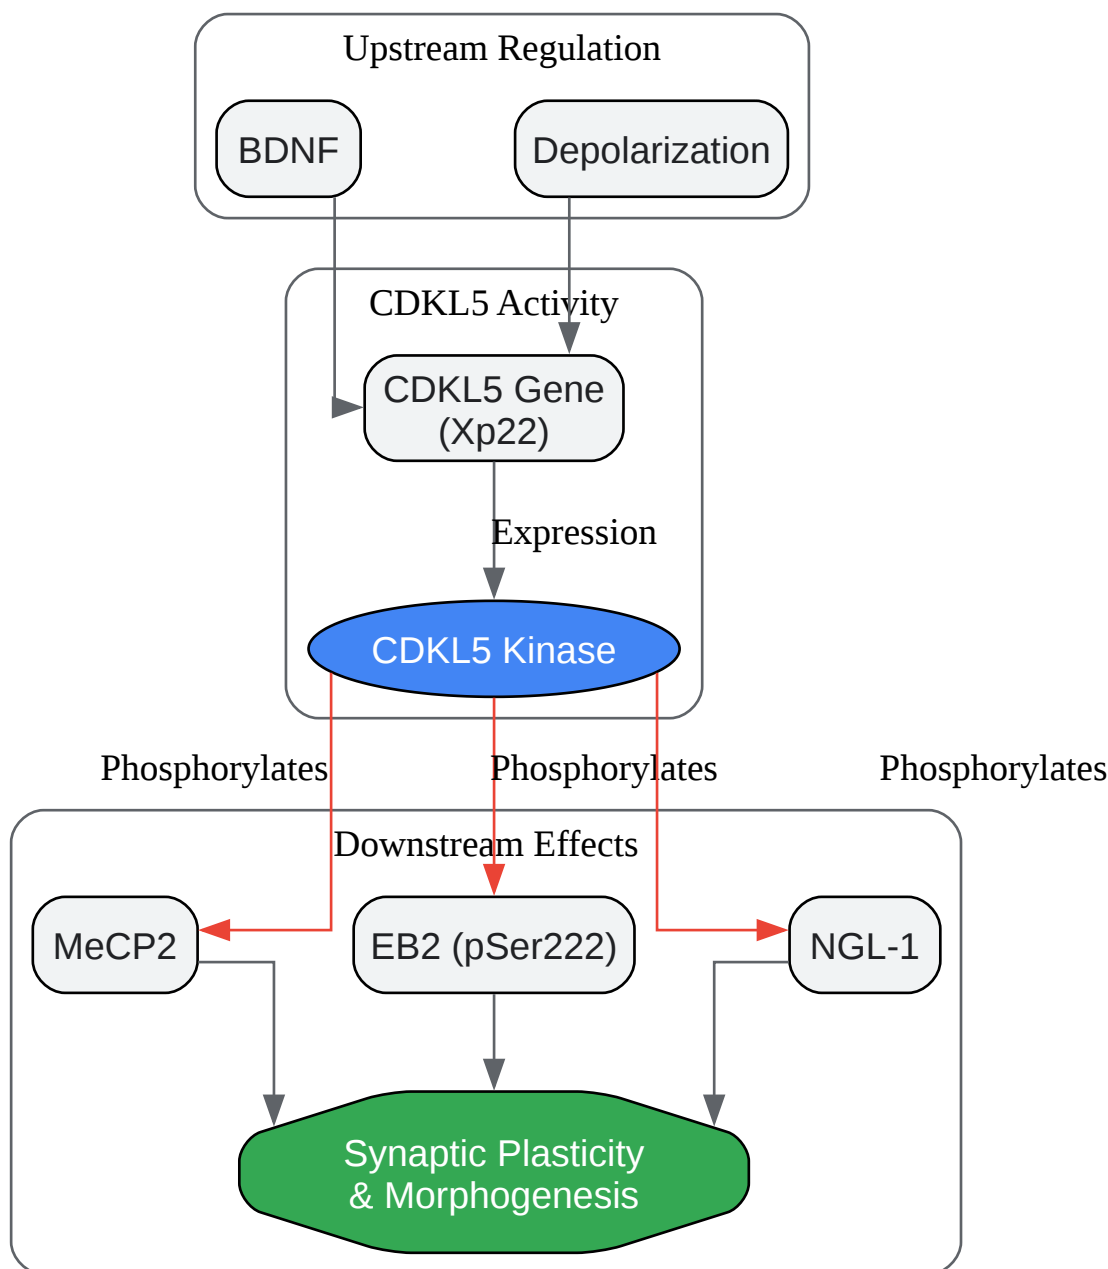 Upstream Regulation
BDNF
Depolarization
CDKL5 Activity
CDKL5 Gene
(Xp22)
Expression
CDKL5 Kinase
Phosphorylates
Phosphorylates
Phosphorylates
Downstream Effects
MeCP2
EB2 (pSer222)
NGL-1
Synaptic Plasticity
& Morphogenesis